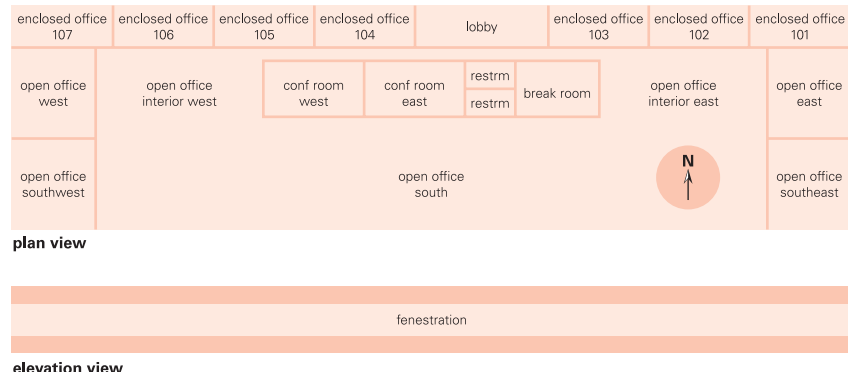 enclosed office
107
enclosed office
106
enclosed office
105
enclosed office
104
lobby
enclosed office
103
enclosed office
102
enclosed office
101
open office
west
open office
interior west
conf room
west
conf room
east
restrm
restrm
break room
open office
interior east
open office
east
open office
southwest
open office
south
N
open office
southeast
plan view
fenestration
elevation view